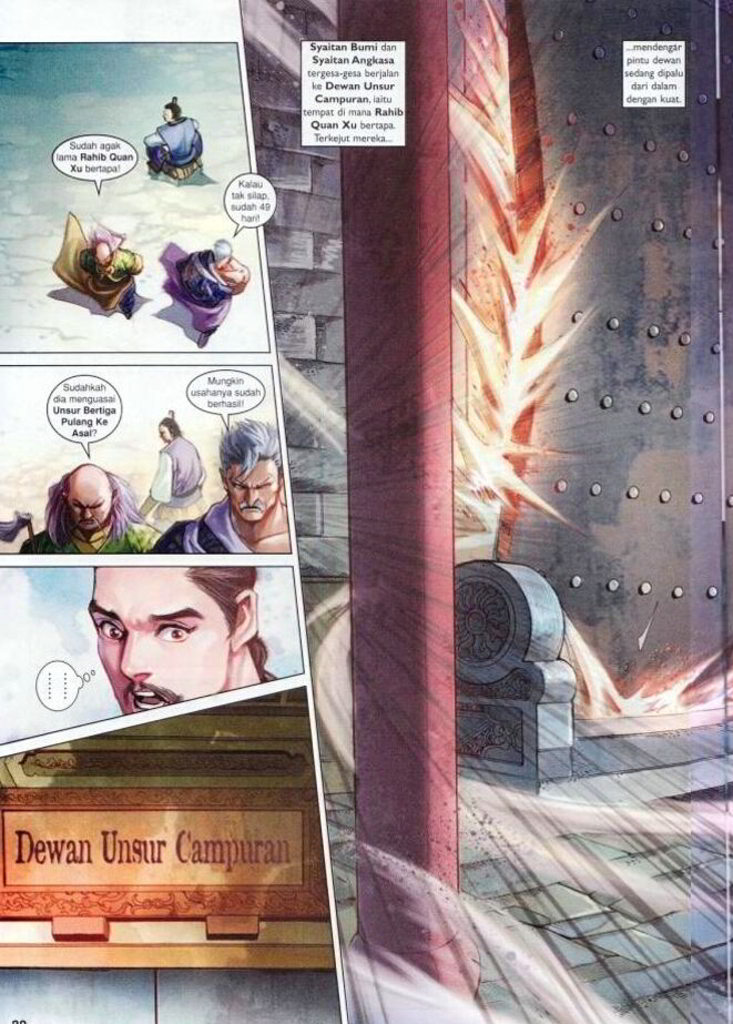 Sudah agak
lama Rahib Quan
Xu bertapa!
Kalau
tak silap,
sudah 49
hari!
Sudahkah
dia menguasai
Unsur Bertiga
Pulang Ke
Asal?
Mungkin
usahanya sudah
berhasil!
Dewan Unsur Campuran
Syaitan Bumi dan
Syaitan Angkasa
tergesa-gesa berjalan
ke Dewan Unsur
Campuran, iaitu
tempat di mana Rahib
Quan Xu bertapa.
Terkejut mereka...
...mendengar
pintu dewan
sedang dipalu
dari dalam
dengan kuat.